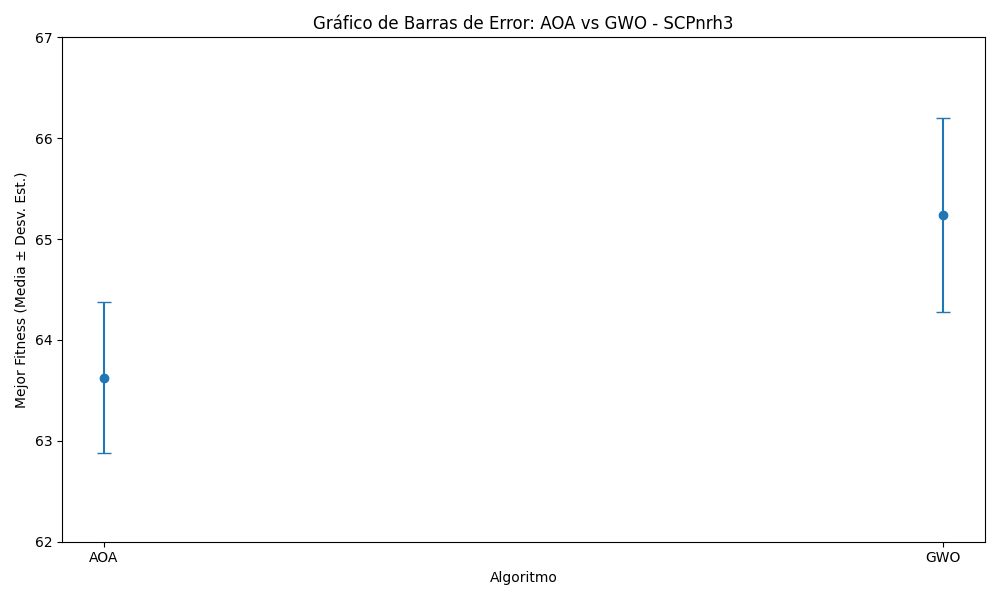 Gráfico de Barras de Error: AOA vs GWO - SCPnrh3
Mejor Fitness (Media ± Desv. Est.)
67
66
65
64
63
62
AOA
GWO
Algoritmo